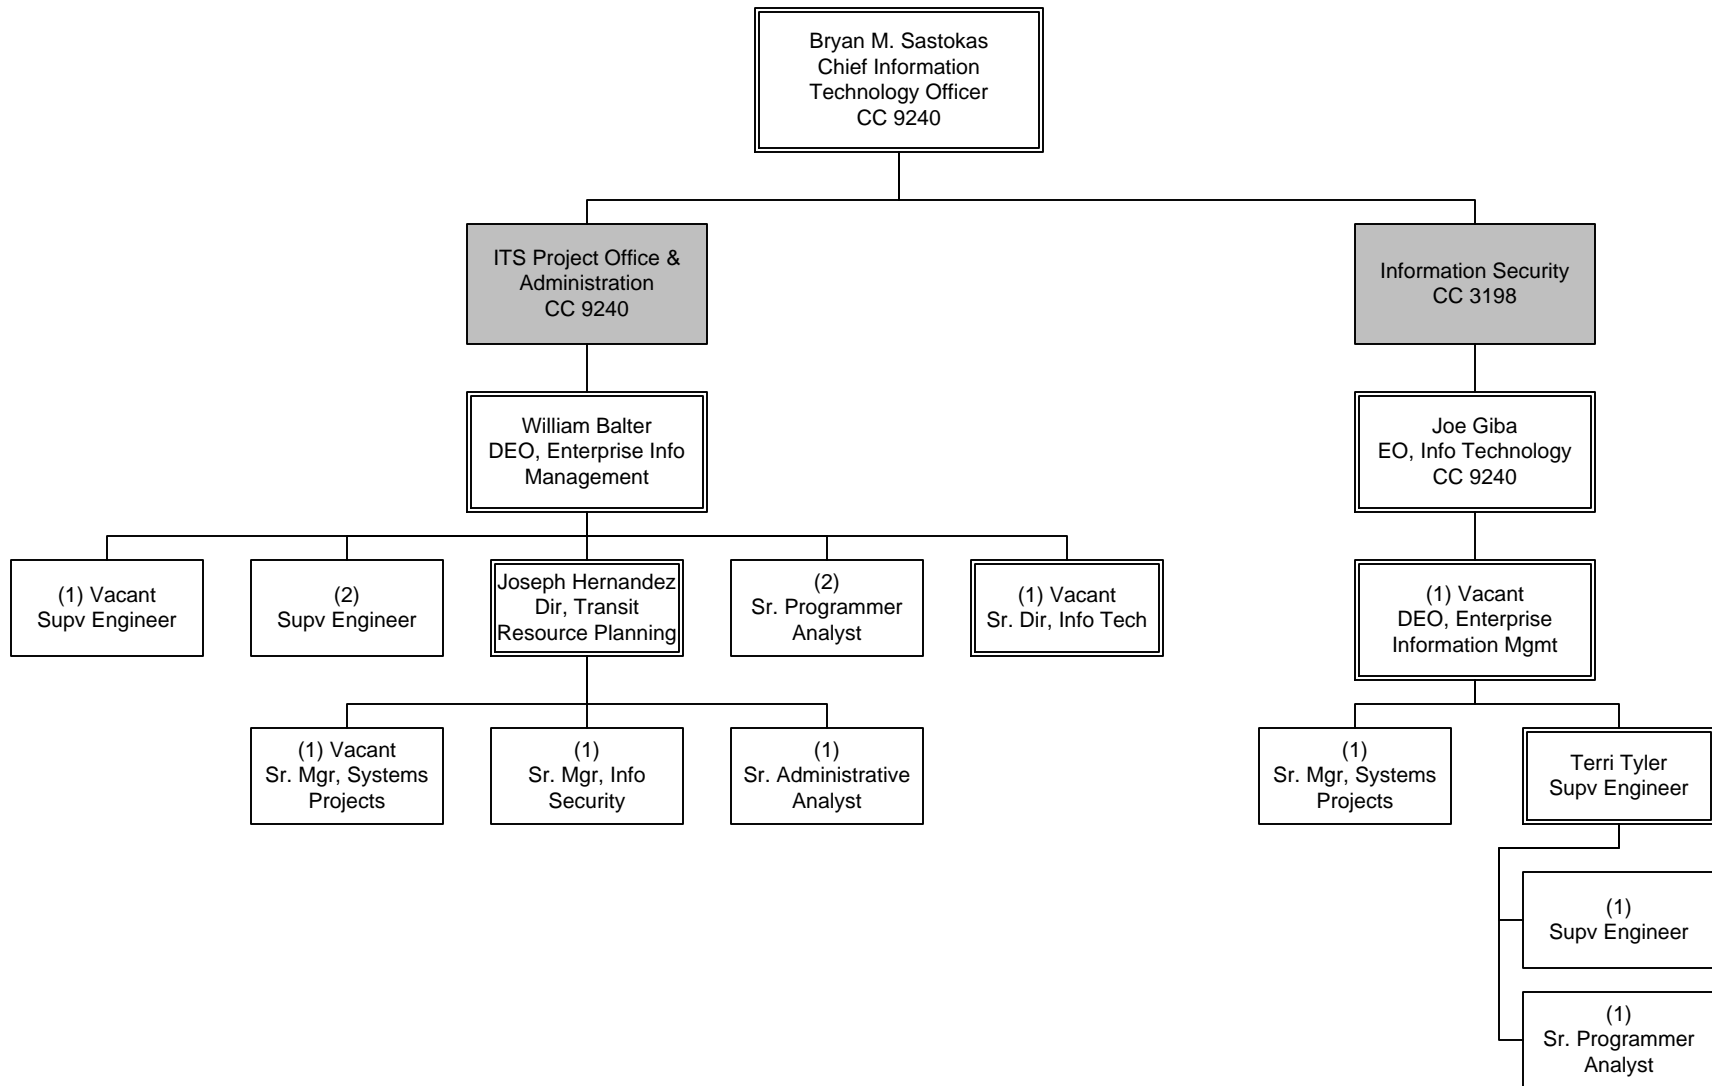 Bryan M. Sastokas
Chief Information
Technology Officer
CC 9240
ITS Project Office &
Administration
CC 9240
Information Security
CC 3198
William Balter
DEO, Enterprise Info
Management
Joe Giba
EO, Info Technology
CC 9240
(1) Vacant
Supv Engineer
(2)
Supv Engineer
Joseph Hernandez
Dir, Transit
Resource Planning
(2)
Sr. Programmer
Analyst
(1) Vacant
Sr. Dir, Info Tech
(1) Vacant
DEO, Enterprise
Information Mgmt
(1) Vacant
Sr. Mgr, Systems
Projects
(1)
Sr. Mgr, Info
Security
(1)
Sr. Administrative
Analyst
(1)
Sr. Mgr, Systems
Projects
Terri Tyler
Supv Engineer
(1)
Supv Engineer
(1)
Sr. Programmer
Analyst